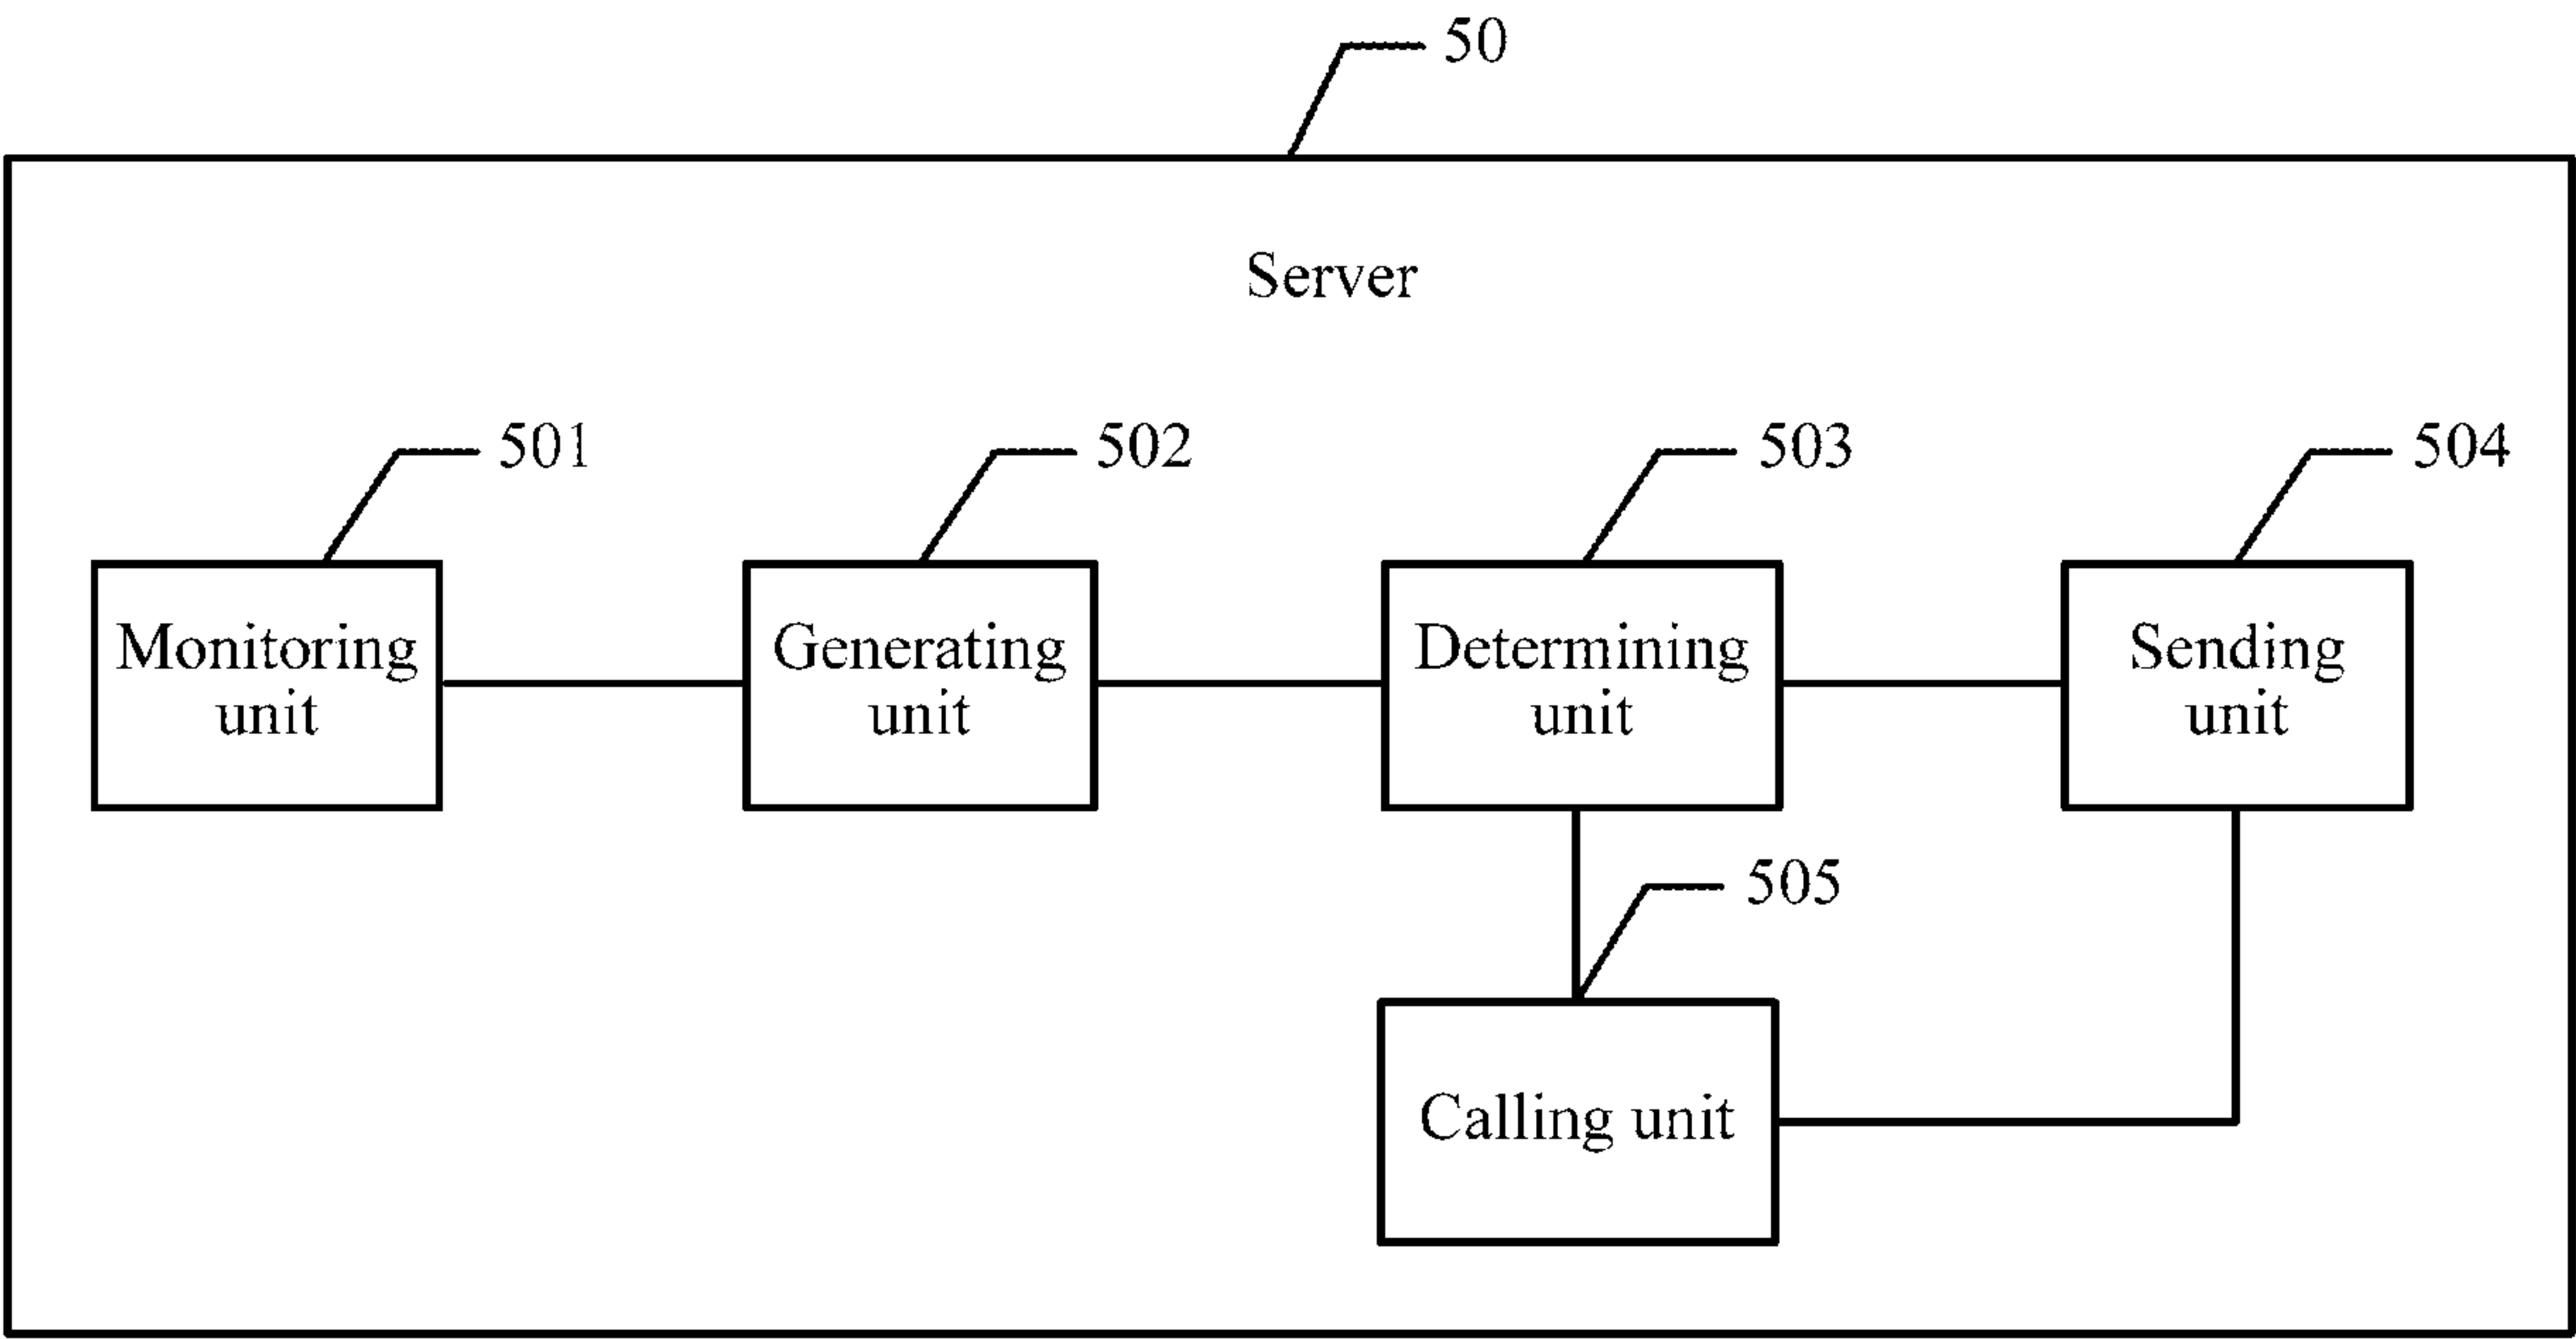 50
Server
501
502
503
504
Monitoring
unit
Generating
unit
Determining
unit
Sending
unit
505
Calling unit